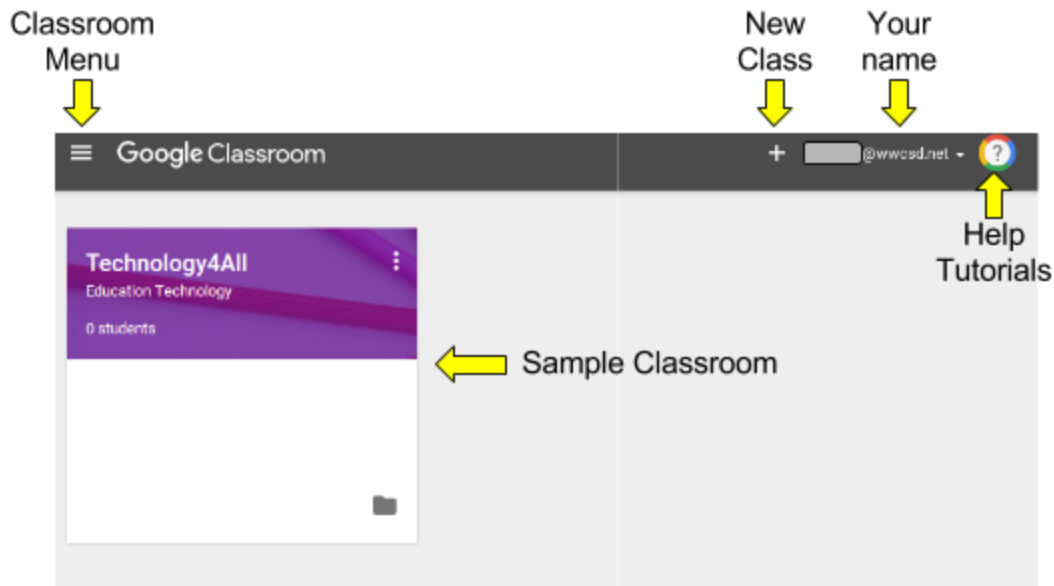 Classroom
Menu
New
Class
Your
name
Google Classroom
+
@wwcsd.net
?
Help
Tutorials
Technology4All
Education Technology
0 students
Sample Classroom